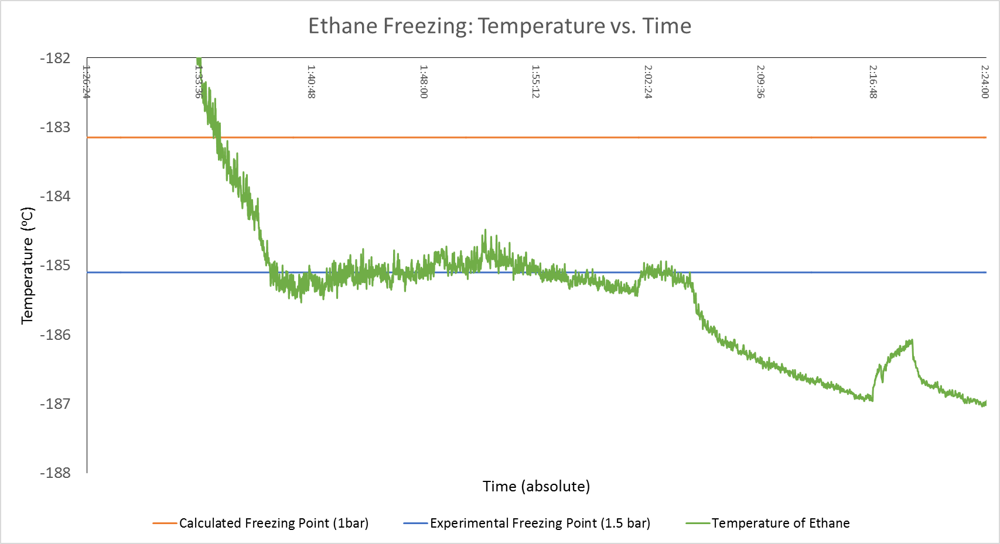 Ethane Freezing: Temperature vs. Time
-182
-183
-184
-185
-186
-187
-188
1:26:24
1:33:36
1:40:48
1:48:00
1:55:12
2:02:24
2:09:36
2:16:48
2:24:00
Temperature (ºC)
Time (absolute)
Calculated Freezing Point (1bar)
Experimental Freezing Point (1.5 bar)
Temperature of Ethane